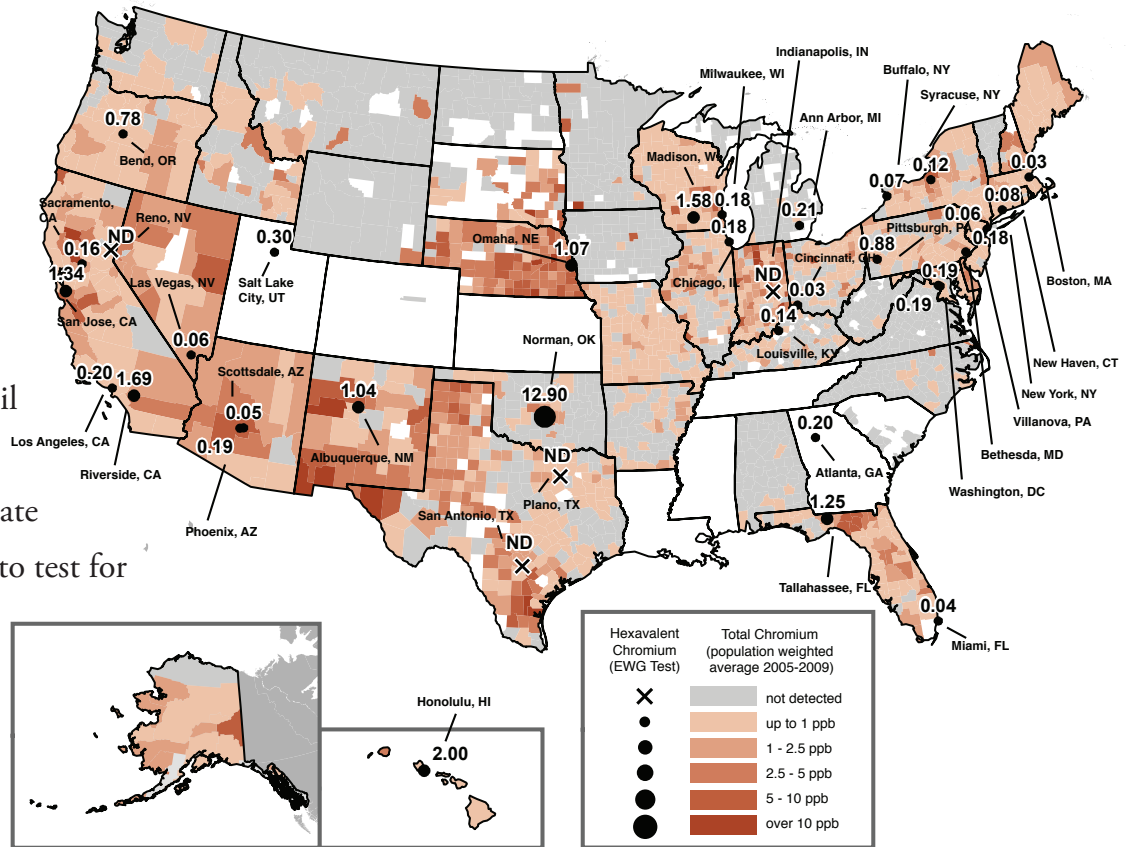 Indianapolis, IN
Milwaukee, WI
Buffalo, NY
Syracuse, NY
Ann Arbor, MI
0.78
Bend, OR
Madison, W
0.12
0.03
0.07
0.08
Sacramento,
CA
Reno, NV
1.58
0.18
0.21
0.06
ND
0.30
Omaha, NE
1.07
0.18
Pittsburgh, PA
0.18
0.16
0.88
Cincinnati, OH
1.34
Las Vegas, NV
Salt Lake
City, UT
Chicago, IL
ND
0.03
0.19
0.19
Boston, MA
San Jose, CA
0.14
0.06
Norman, OK
Louisville, KY
New Haven, CT
0.20
1.69
Scottsdale, AZ
1.04
12.90
New York, NY
il
0.05
0.20
Villanova, PA
Los Angeles, CA
0.19
Albuquerque, NM
ND
Atlanta, GA
Bethesda, MD
Riverside, CA
Washington, DC
ate
Plano, TX
1.25
San Antonio, TX
Phoenix, AZ
ND
to test for
Tallahassee, FL
0.04
Miami, FL
Hexavalent
Chromium
(EWG Test)
Total Chromium
(population weighted
average 2005-2009)
not detected
up to 1 ppb
1 - 2.5 ppb
2.5 - 5 ppb
5 - 10 ppb
over 10 ppb
Honolulu, HI
2.00